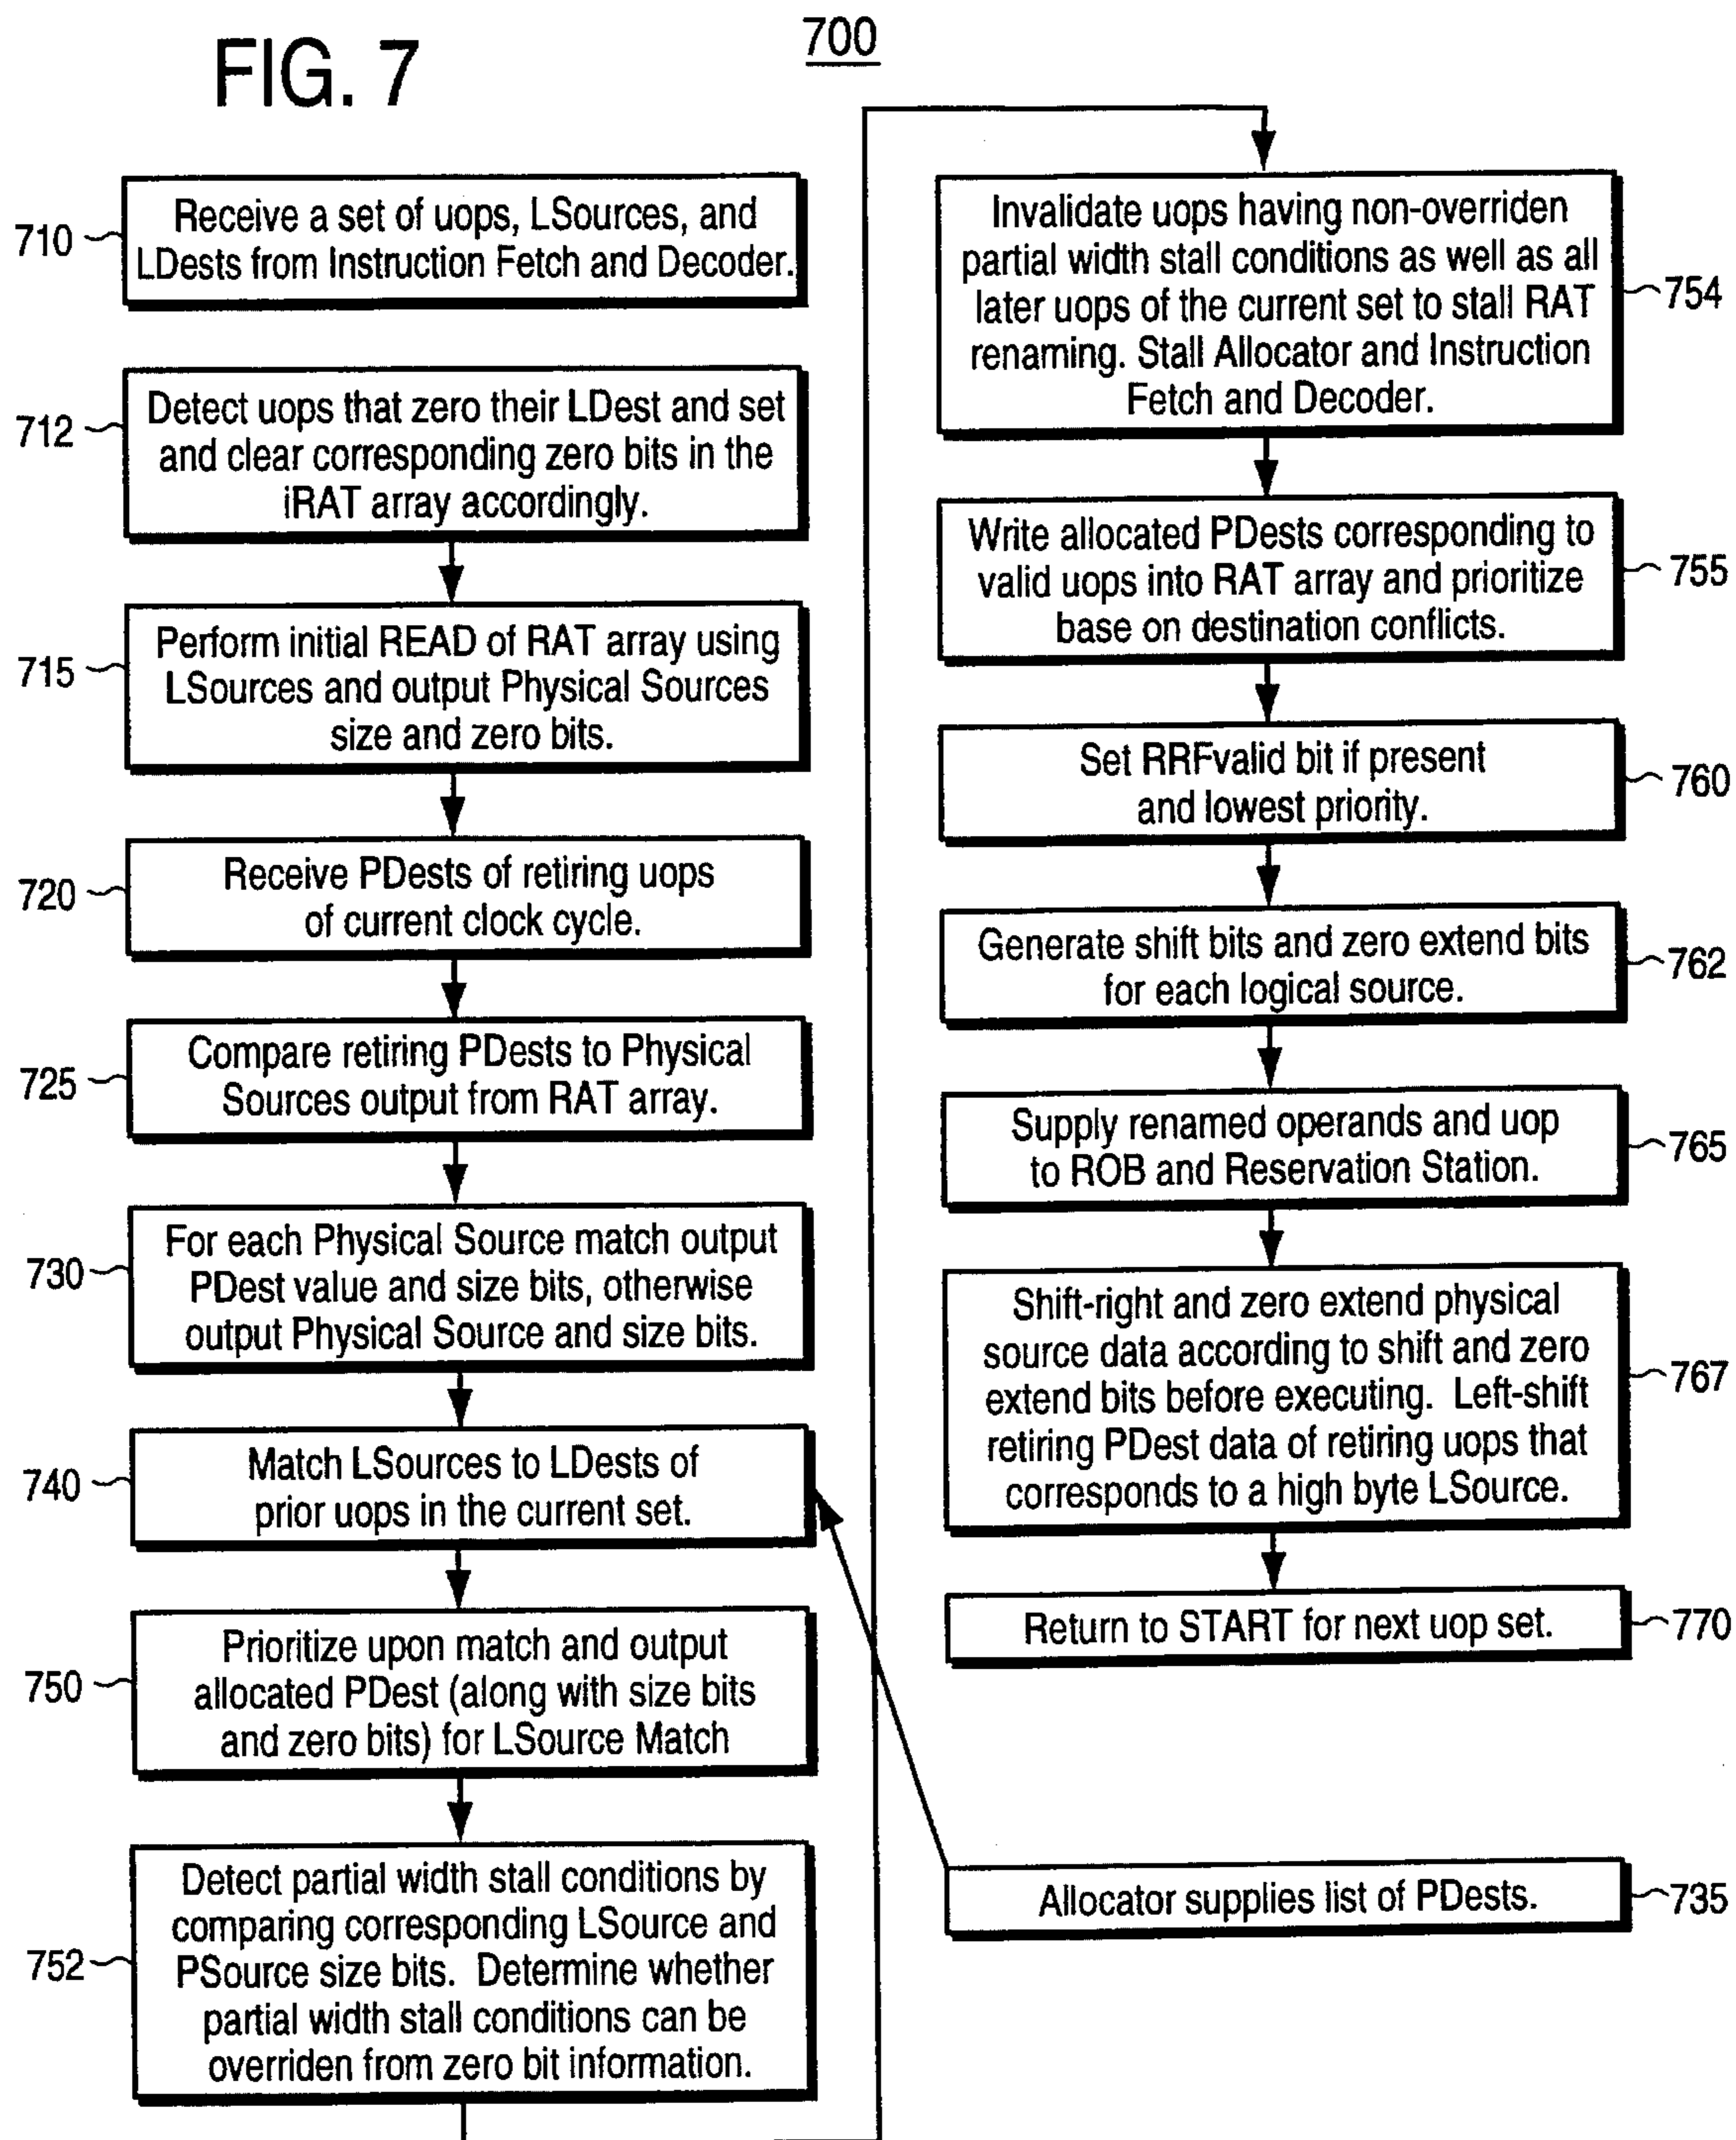 FIG. 7
700
710
Receive a set of uops, LSources, and
LDests from Instruction Fetch and Decoder.
712
Detect uops that zero their LDest and set
and clear corresponding zero bits in the
iRAT array accordingly.
715
Perform initial READ of RAT array using
LSources and output Physical Sources
size and zero bits.
720
Receive PDests of retiring uops
of current clock cycle.
725
Compare retiring PDests to Physical
Sources output from RAT array.
730
For each Physical Source match output
PDest value and size bits, otherwise
output Physical Source and size bits.
740
Match LSources to LDests of
prior uops in the current set.
750
Prioritize upon match and output
allocated PDest (along with size bits
and zero bits) for LSource Match
752
Detect partial width stall conditions by
comparing corresponding LSource and
PSource size bits. Determine whether
partial width stall conditions can be
overriden from zero bit information.
Invalidate uops having non-overriden
partial width stall conditions as well as all
later uops of the current set to stall RAT
renaming. Stall Allocator and Instruction
Fetch and Decoder.
754
Write allocated PDests corresponding to
valid uops into RAT array and prioritize
base on destination conflicts.
755
Set RRFvalid bit if present
and lowest priority.
760
Generate shift bits and zero extend bits
for each logical source.
762
Supply renamed operands and uop
to ROB and Reservation Station.
765
Shift-right and zero extend physical
source data according to shift and zero
extend bits before executing. Left-shift
retiring PDest data of retiring uops that
corresponds to a high byte LSource.
767
Return to START for next uop set.
770
Allocator supplies list of PDests.
735